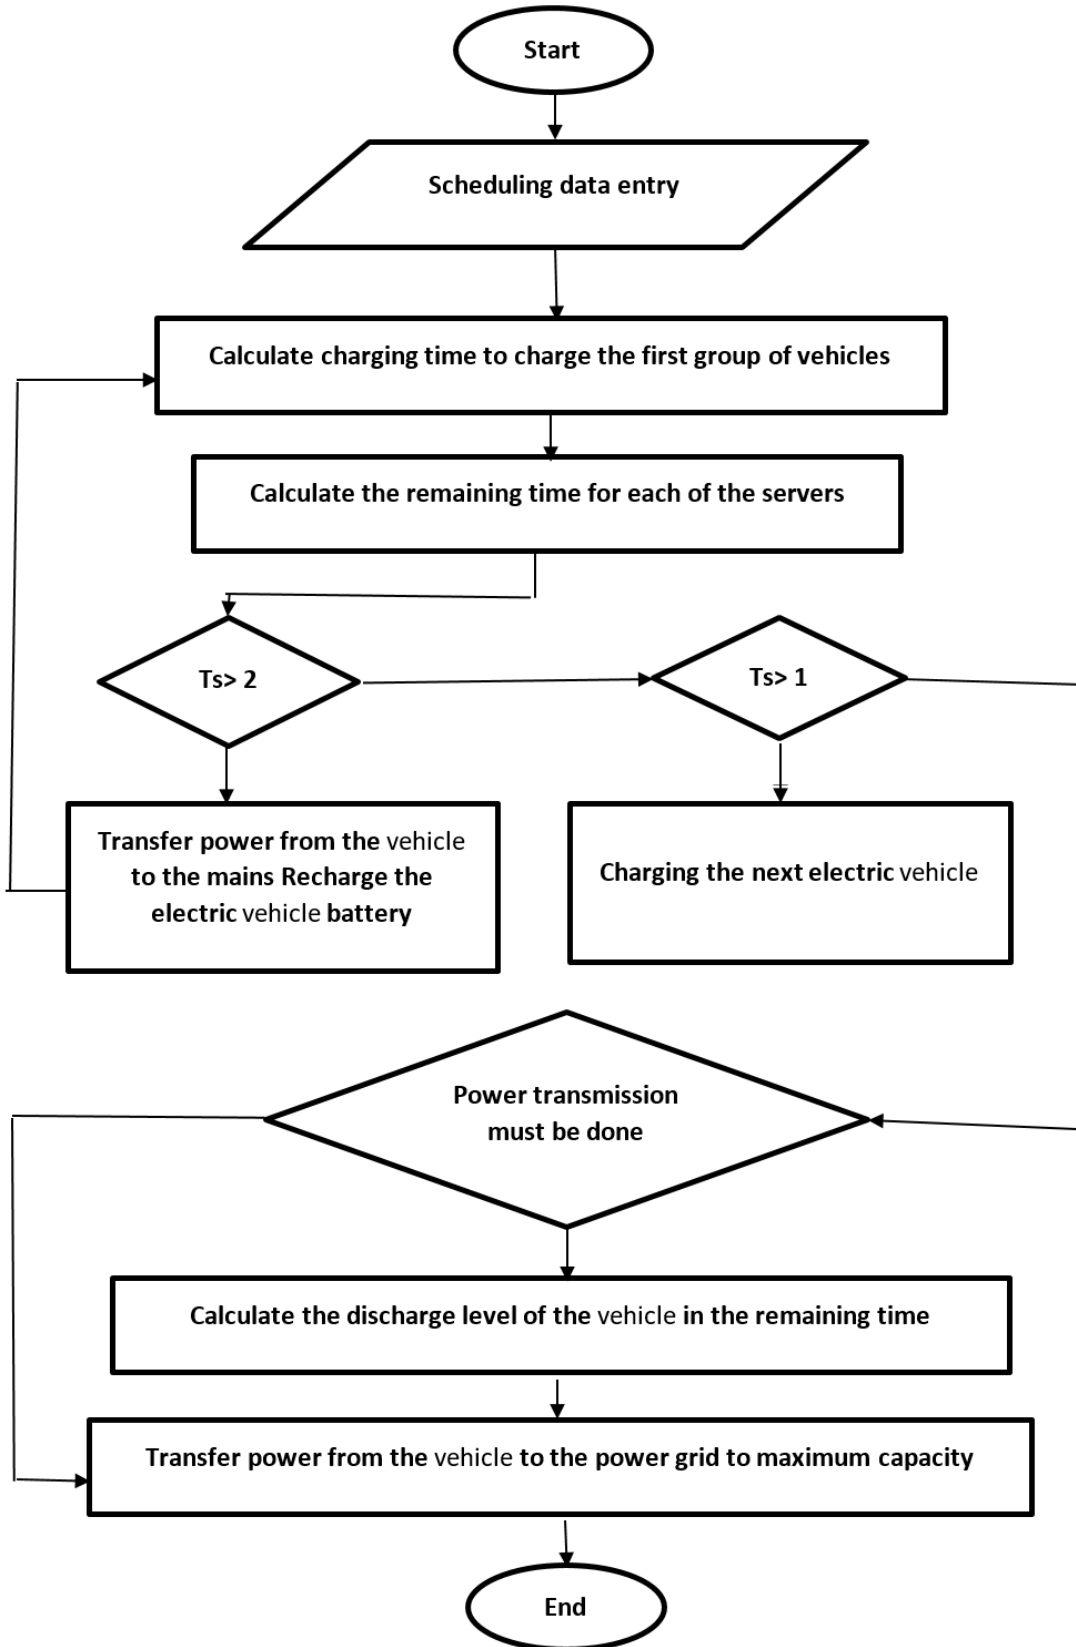 Start
Scheduling data entry
Calculate charging time to charge the first group of vehicles
Calculate the remaining time for each of the servers
Ts> 2
Ts> 1
Transfer power from the vehicle
to the mains Recharge the
electric vehicle battery
Charging the next electric vehicle
Power transmission
must be done
Calculate the discharge level of the vehicle in the remaining time
Transfer power from the vehicle to the power grid to maximum capacity
End